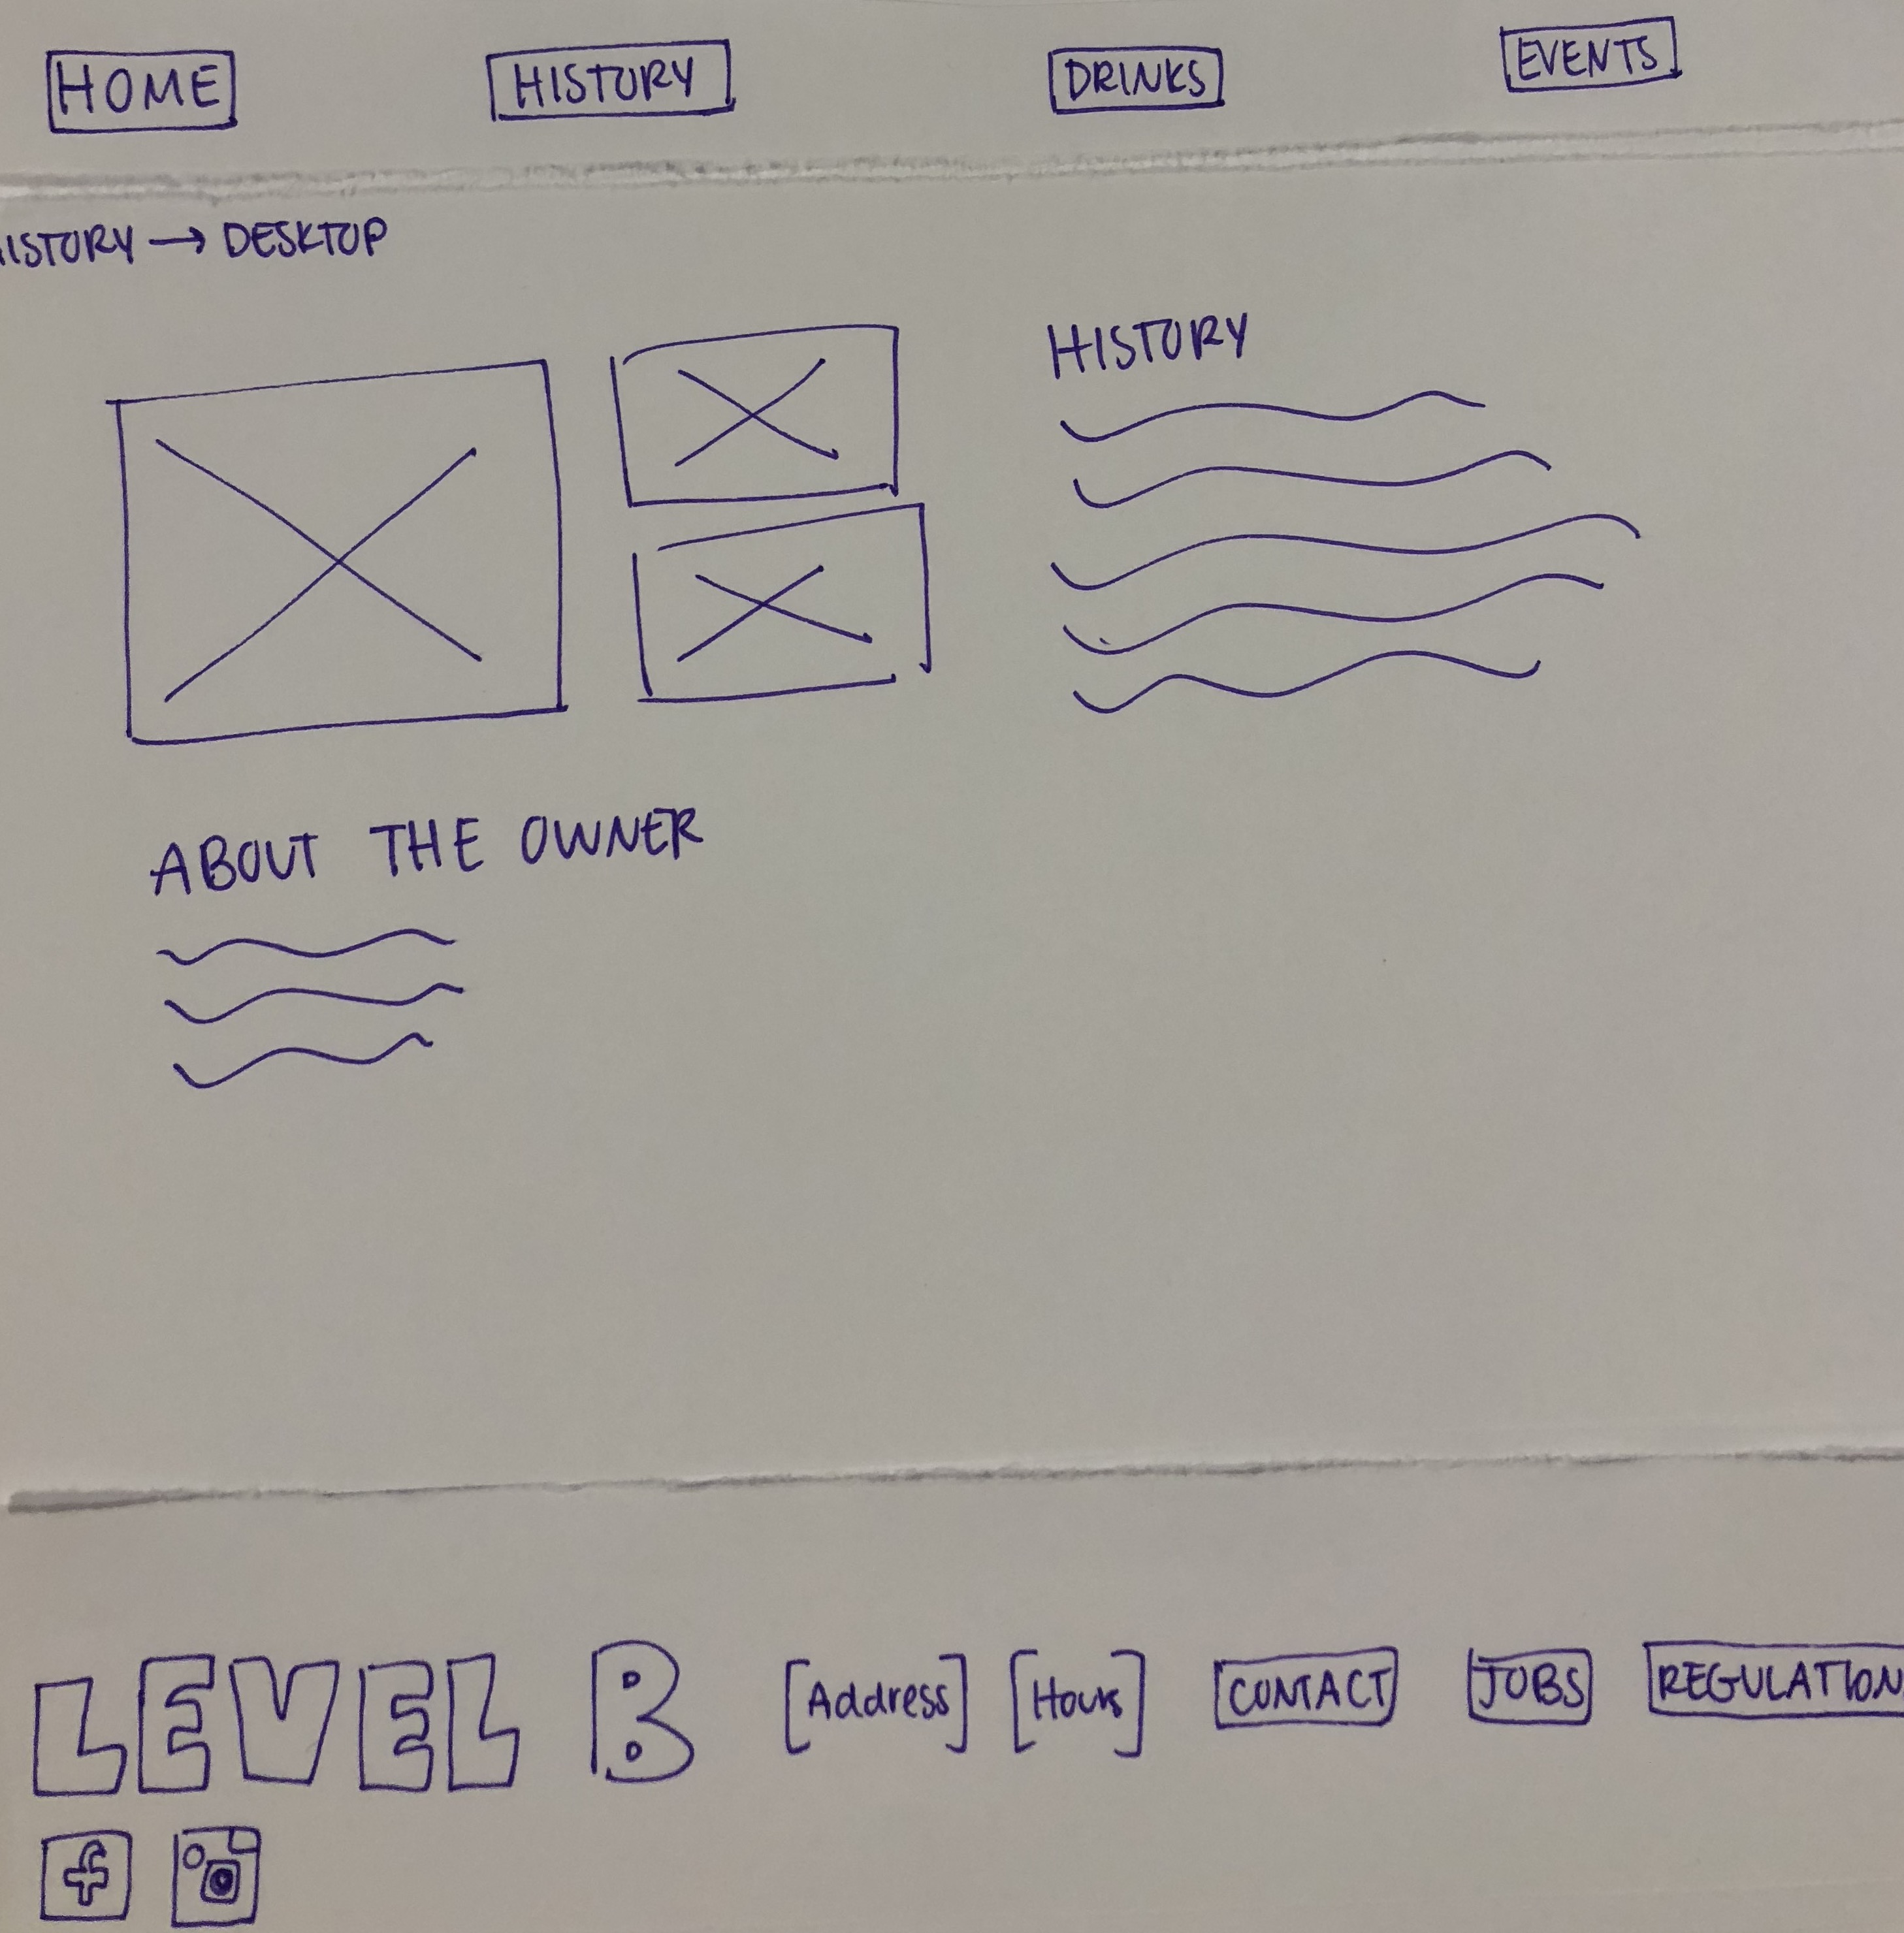 HOME HISTORY DRINKS EVENTS
ISTORY → DESKTOP
HISTORY
ABOUT THE OWNER
LEVEL B [Address] [Hours] CONTACT JOBS REGULATION
f